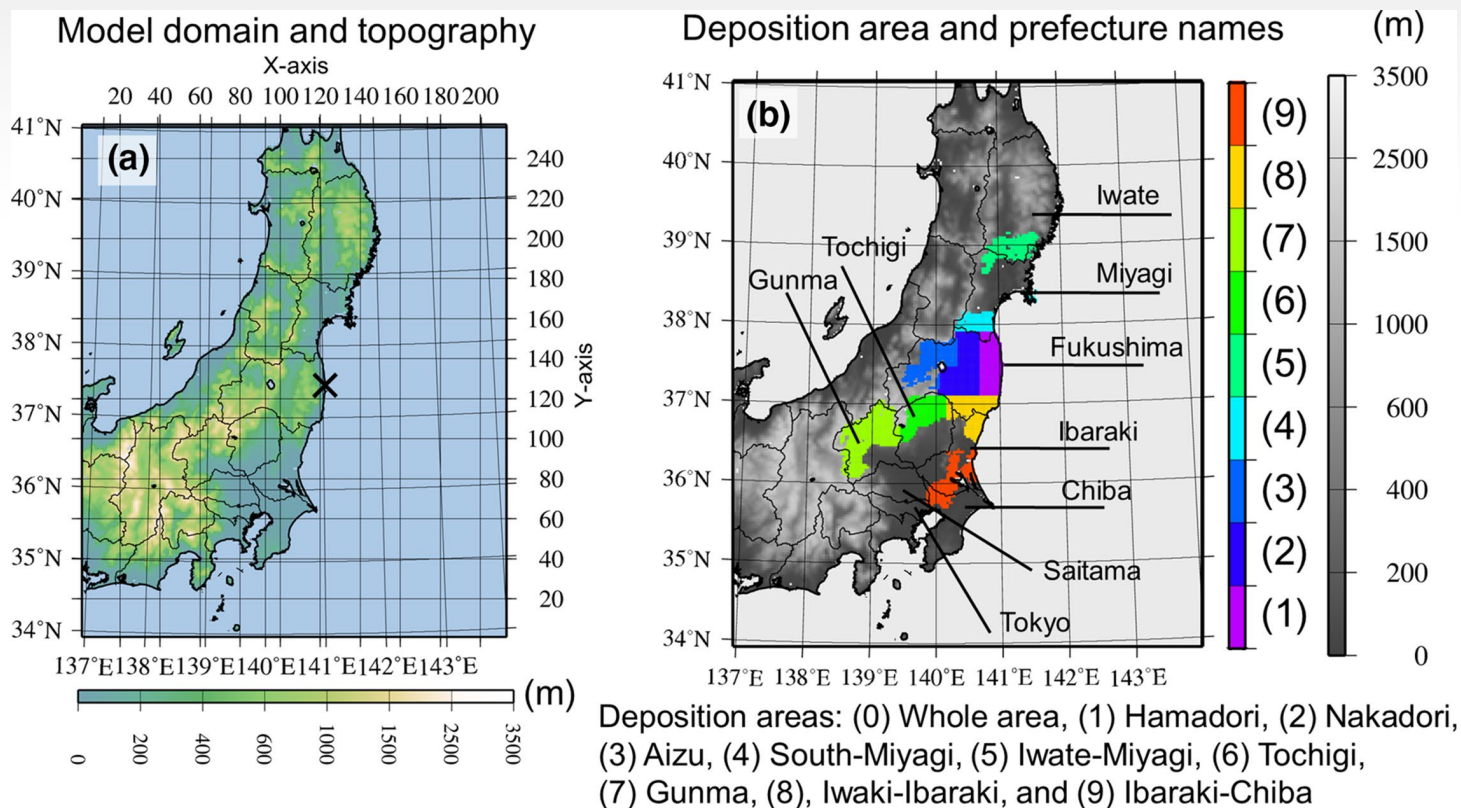 Model domain and topography
X-axis
20 40 60 80 100 120 140 160 180 200
(a)
41°N
40°N
39°N
38°N
37°N
36°N
35°N
34°N
240
220
200
180
160
140
120
100
80
60
40
20
Y-axis
137°E 138°E 139°E 140°E 141°E 142°E 143°E
(m)
0 200 400 600 1000 1500 2500 3500
Deposition area and prefecture names
(m)
(b)
41°N
40°N
39°N
38°N
37°N
36°N
35°N
34°N
Iwate
Tochigi
Gunma
Miyagi
Fukushima
Ibaraki
Chiba
Saitama
Tokyo
137°E 138°E 139°E 140°E 141°E 142°E 143°E
(9)
(8)
(7)
(6)
(5)
(4)
(3)
(2)
(1)
3500
2500
1500
1000
600
400
200
0
Deposition areas: (0) Whole area, (1) Hamadori, (2) Nakadori,
(3) Aizu, (4) South-Miyagi, (5) Iwate-Miyagi, (6) Tochigi,
(7) Gunma, (8), Iwaki-Ibaraki, and (9) Ibaraki-Chiba